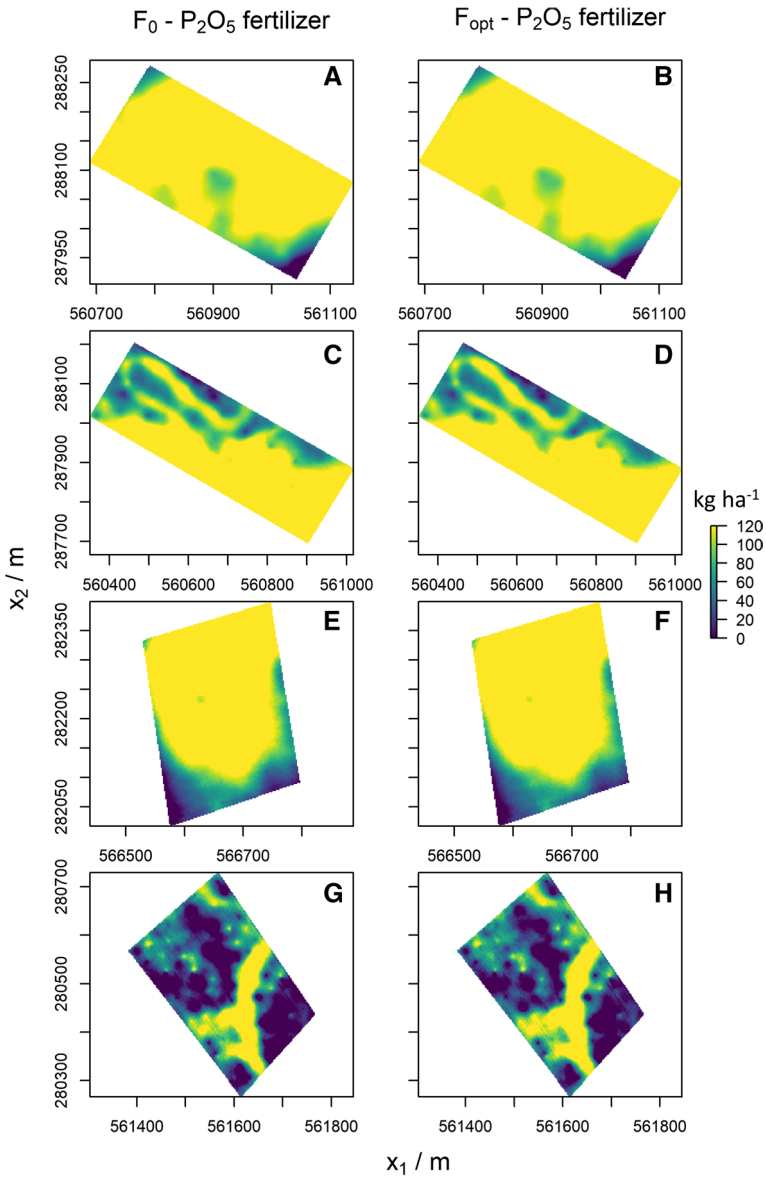 F₀ - P₂O₅ fertilizer
Fopt - P₂O₅ fertilizer
A
B
288250
288100
287950
560700 560900 561100
560700 560900 561100
C
D
288100
287900
287700
560400 560600 560800 561000
560400 560600 560800 561000
kg ha⁻¹
120
100
80
60
40
20
0
x₂ / m
E
F
282350
282200
282050
566500 566700
566500 566700
G
H
280700
280500
280300
561400 561600 561800
561400 561600 561800
x₁ / m